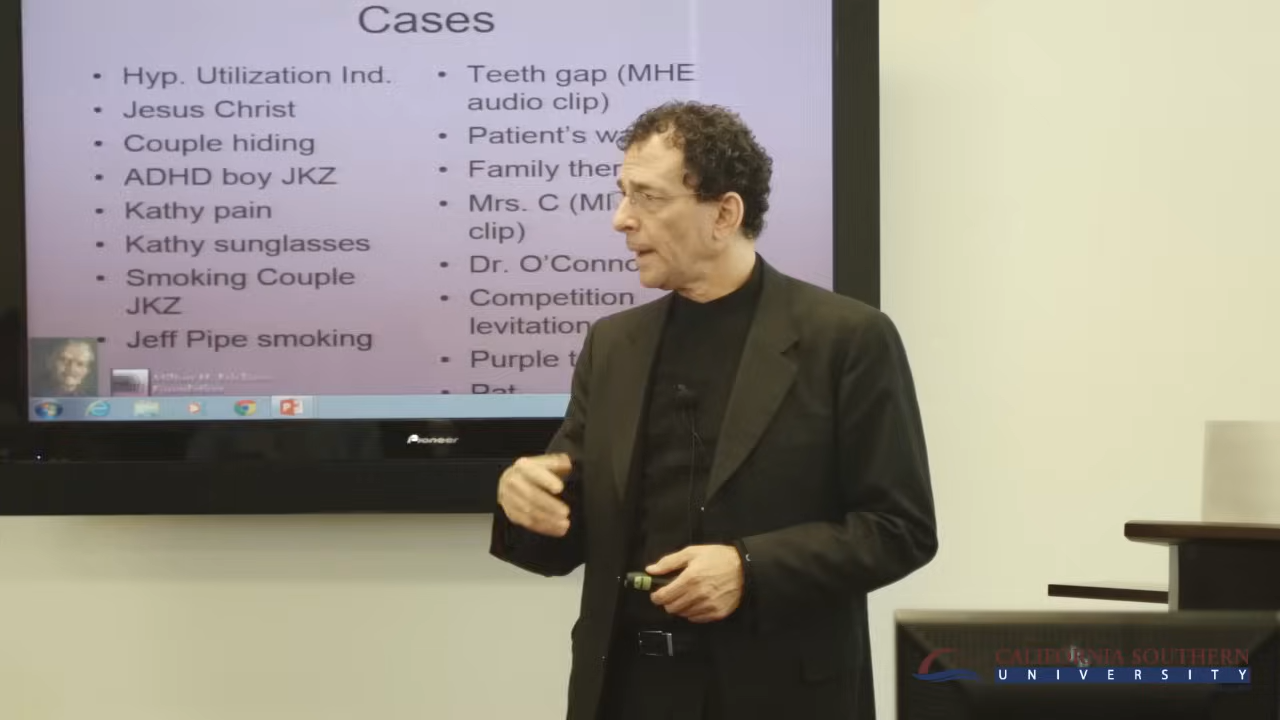 Cases
• Hyp. Utilization Ind.
• Jesus Christ
• Couple hiding
• ADHD boy JKZ
• Kathy pain
• Kathy sunglasses
• Smoking Couple
JKZ
• Jeff Pipe smoking
• Teeth gap (MHE
audio clip)
• Patient's
• Family
• Mrs. C
clip)
• Dr.
• Competition
levitation
• Purple
Pioneer
CALIFORNIA SOUTHERN
UNIVERSITY